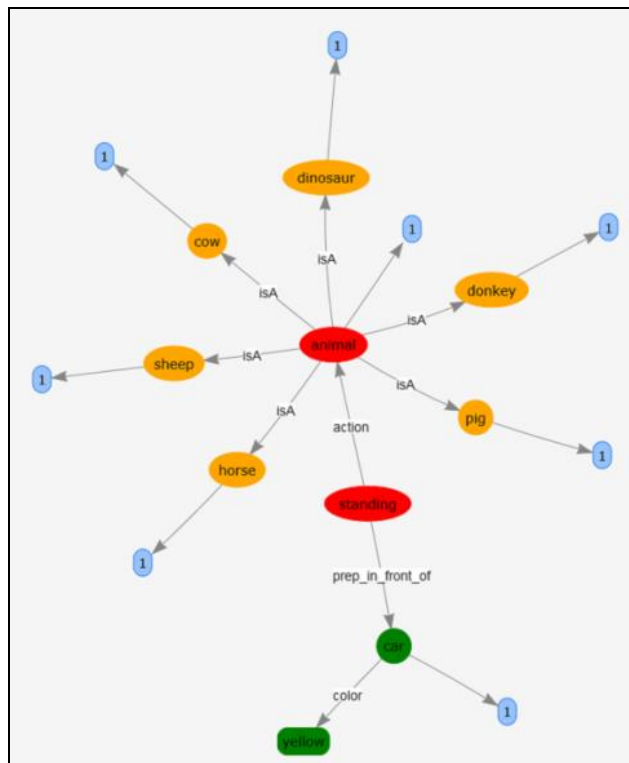 1
1
dinosaur
1
1
cow
isA
donkey
isA
isA
animal
isA
sheep
isA
1
isA
isA
pig
action
1
horse
standing
1
prep_in_front_of
car
color
1
yellow